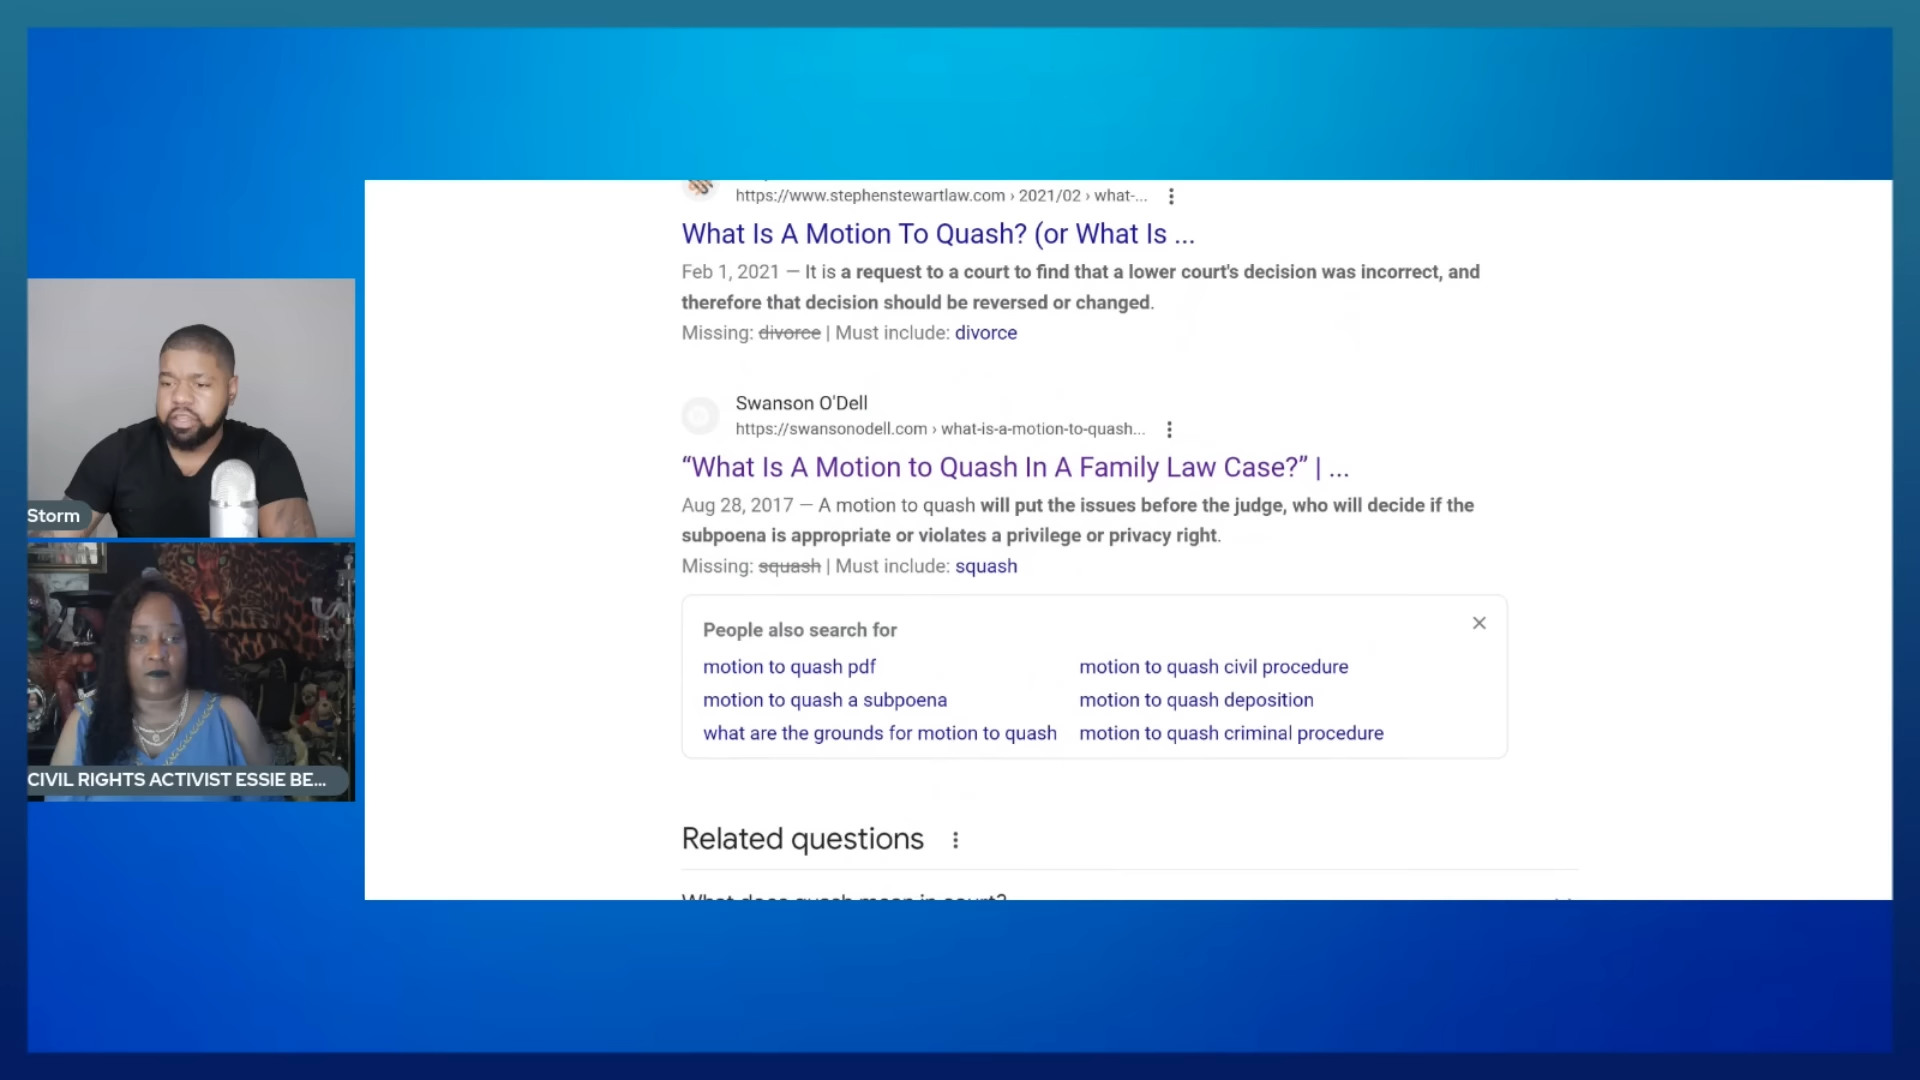 https://www.stephenstewartlaw.com › 2021/02 › what-...
What Is A Motion To Quash? (or What Is ...
Feb 1, 2021 — It is a request to a court to find that a lower court's decision was incorrect, and
therefore that decision should be reversed or changed.
Missing: divorce | Must include: divorce
Swanson O'Dell
https://swansonodell.com › what-is-a-motion-to-quash...
“What Is A Motion to Quash In A Family Law Case?” | ...
Aug 28, 2017 — A motion to quash will put the issues before the judge, who will decide if the
subpoena is appropriate or violates a privilege or privacy right.
Missing: squash | Must include: squash
People also search for
motion to quash pdf
motion to quash civil procedure
motion to quash a subpoena
motion to quash deposition
what are the grounds for motion to quash
motion to quash criminal procedure
Related questions
What does quash mean in court?
Storm
CIVIL RIGHTS ACTIVIST ESSIE BE...